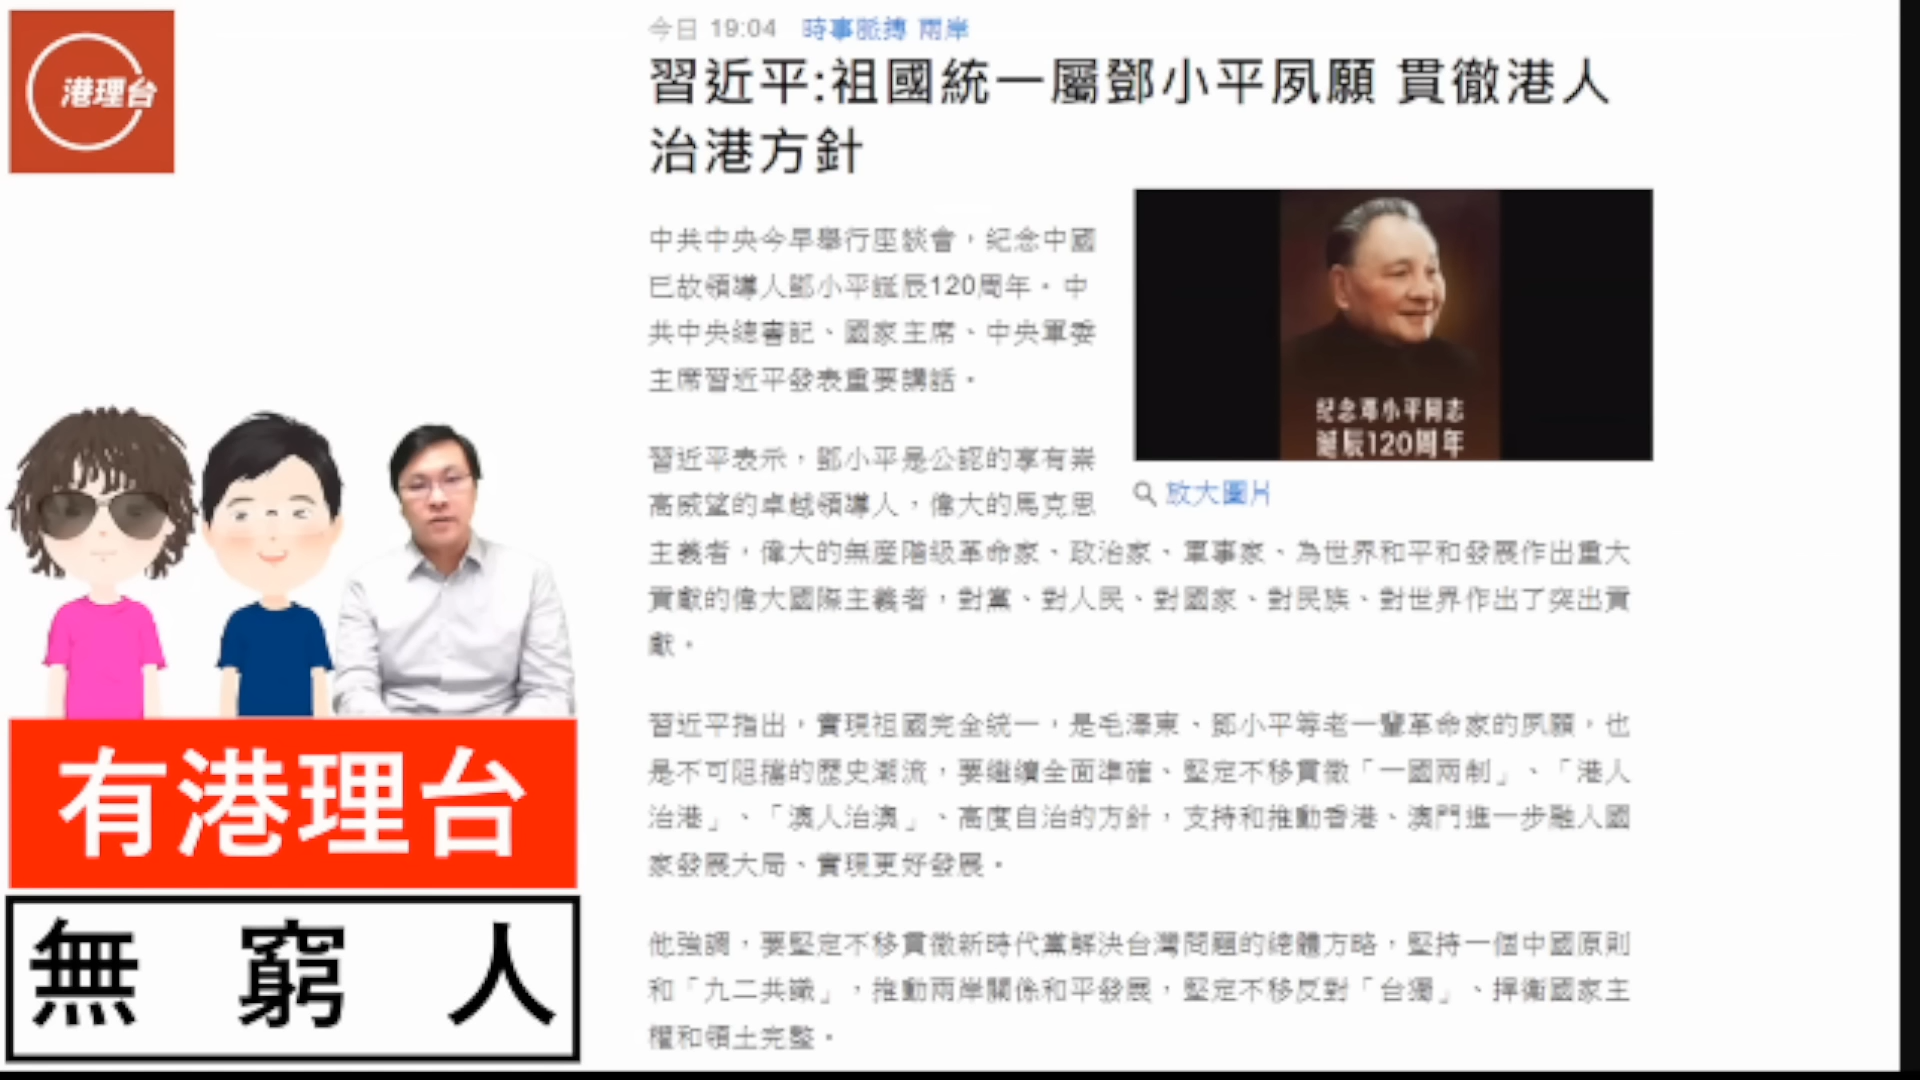 港理台
今日 19:04 時事脈搏 兩岸
習近平:祖國統一屬鄧小平夙願 貫徹港人
治港方針
中共中央今早舉行座談會，紀念中國
已故領導人鄧小平誕辰120周年。中
共中央總書記、國家主席、中央軍委
主席習近平發表重要講話。
纪念邓小平同志
诞辰120周年
放大圖片
習近平表示，鄧小平是公認的享有崇
高威望的卓越領導人，偉大的馬克思
主義者，偉大的無產階級革命家、政治家、軍事家、為世界和平和發展作出重大
貢獻的偉大國際主義者，對黨、對人民、對國家、對民族、對世界作出了突出貢
獻。
習近平指出，實現祖國完全統一，是毛澤東、鄧小平等老一輩革命家的夙願，也
是不可阻擋的歷史潮流，要繼續全面準確、堅定不移貫徹「一國兩制」、「港人
治港」、「澳人治澳」、高度自治的方針，支持和推動香港、澳門進一步融入國
家發展大局、實現更好發展。
他強調，要堅定不移貫徹新時代黨解決台灣問題的總體方略，堅持一個中國原則
和「九二共識」，推動兩岸關係和平發展，堅定不移反對「台獨」、捍衛國家主
權和領土完整。
有港理台
無 窮 人